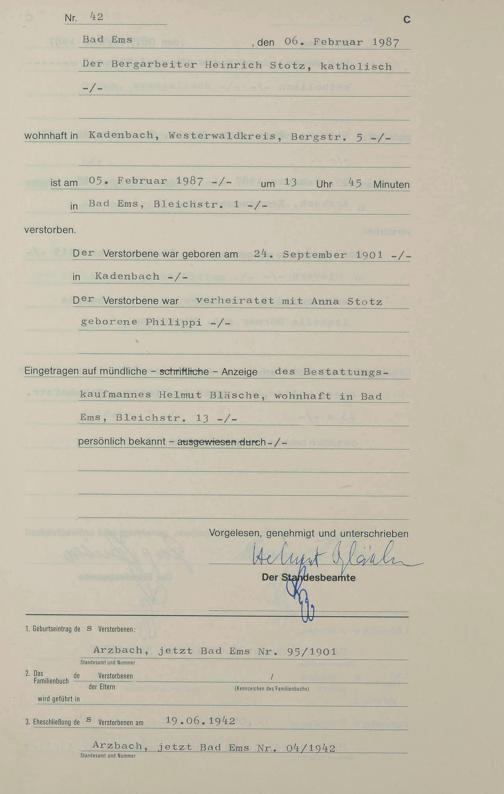 Nr. 42 C
Bad Ems , den 06. Februar 1987
Der Bergarbeiter Heinrich Stotz, katholisch
-/-
wohnhaft in Kadenbach, Westerwaldkreis, Bergstr. 5 -/-
ist am 05. Februar 1987 -/- um 13 Uhr 45 Minuten
in Bad Ems, Bleichstr. 1 -/-
verstorben.
Der Verstorbene war geboren am 24. September 1901 -/-
in Kadenbach -/-
Der Verstorbene war verheiratet mit Anna Stotz
geborene Philippi -/-
Eingetragen auf mündliche – schriftliche – Anzeige des Bestattungs-
kaufmannes Helmut Bläsche, wohnhaft in Bad
Ems, Bleichstr. 13 -/-
persönlich bekannt – ausgewiesen durch -/-
Vorgelesen, genehmigt und unterschrieben
Helmut
Der Standesbeamte
1. Geburtseintrag de s Verstorbenen:
Arzbach, jetzt Bad Ems Nr. 95/1901
Standesamt und Nummer
2. Das Familienbuch de Verstorbenen /
der Eltern (Kennzeichen des Familienbuchs)
wird geführt in
3. Eheschließung de s Verstorbenen am 19.06.1942
Arzbach, jetzt Bad Ems Nr. 04/1942
Standesamt und Nummer